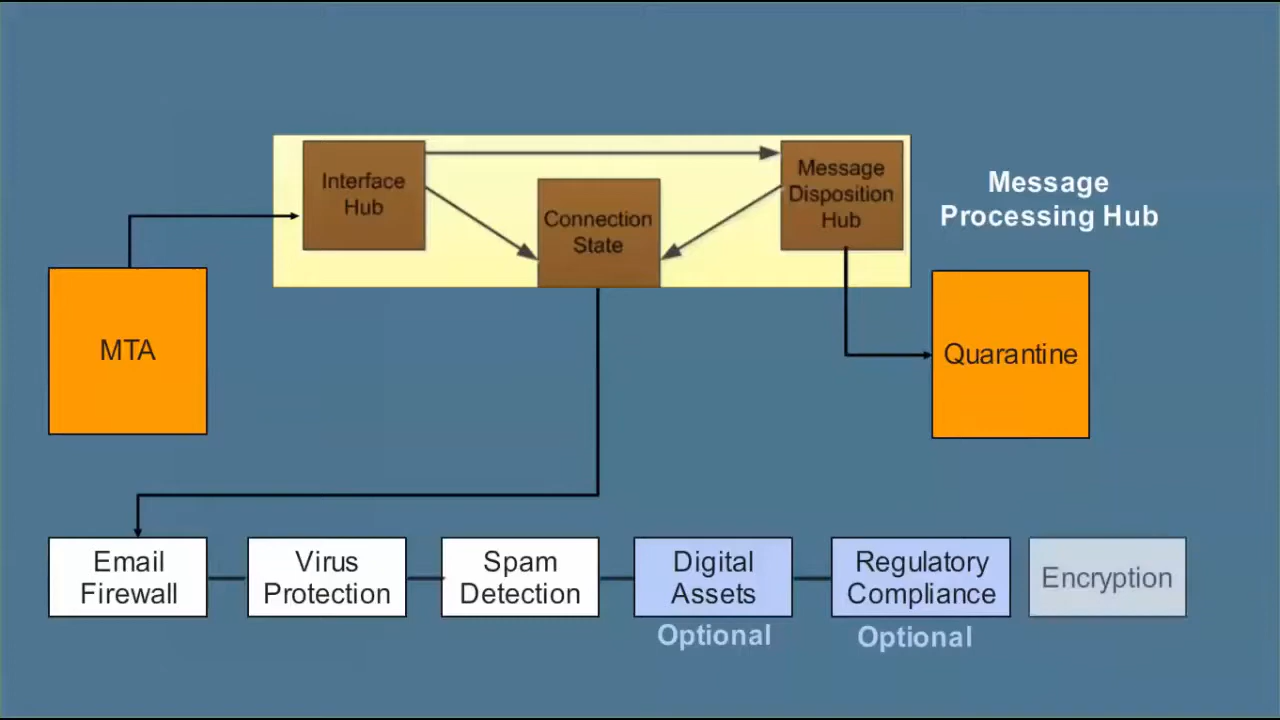 Interface
Hub
Connection
State
Message
Disposition
Hub
Message
Processing Hub
MTA
Quarantine
Email
Firewall
Virus
Protection
Spam
Detection
Digital
Assets
Optional
Regulatory
Compliance
Optional
Encryption